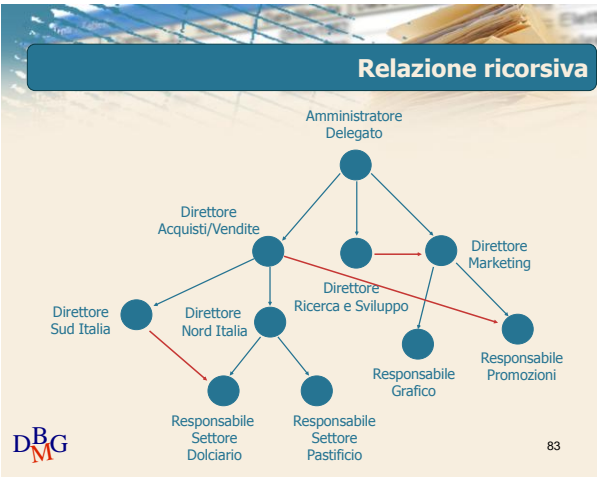 Relazione ricorsiva
Amministratore
Delegato
Direttore
Acquisti/Vendite
Direttore
Marketing
Direttore
Ricerca e Sviluppo
Direttore
Sud Italia
Direttore
Nord Italia
Responsabile
Grafico
Responsabile
Promozioni
Responsabile
Settore
Dolciario
Responsabile
Settore
Pastificio
DBMG
83